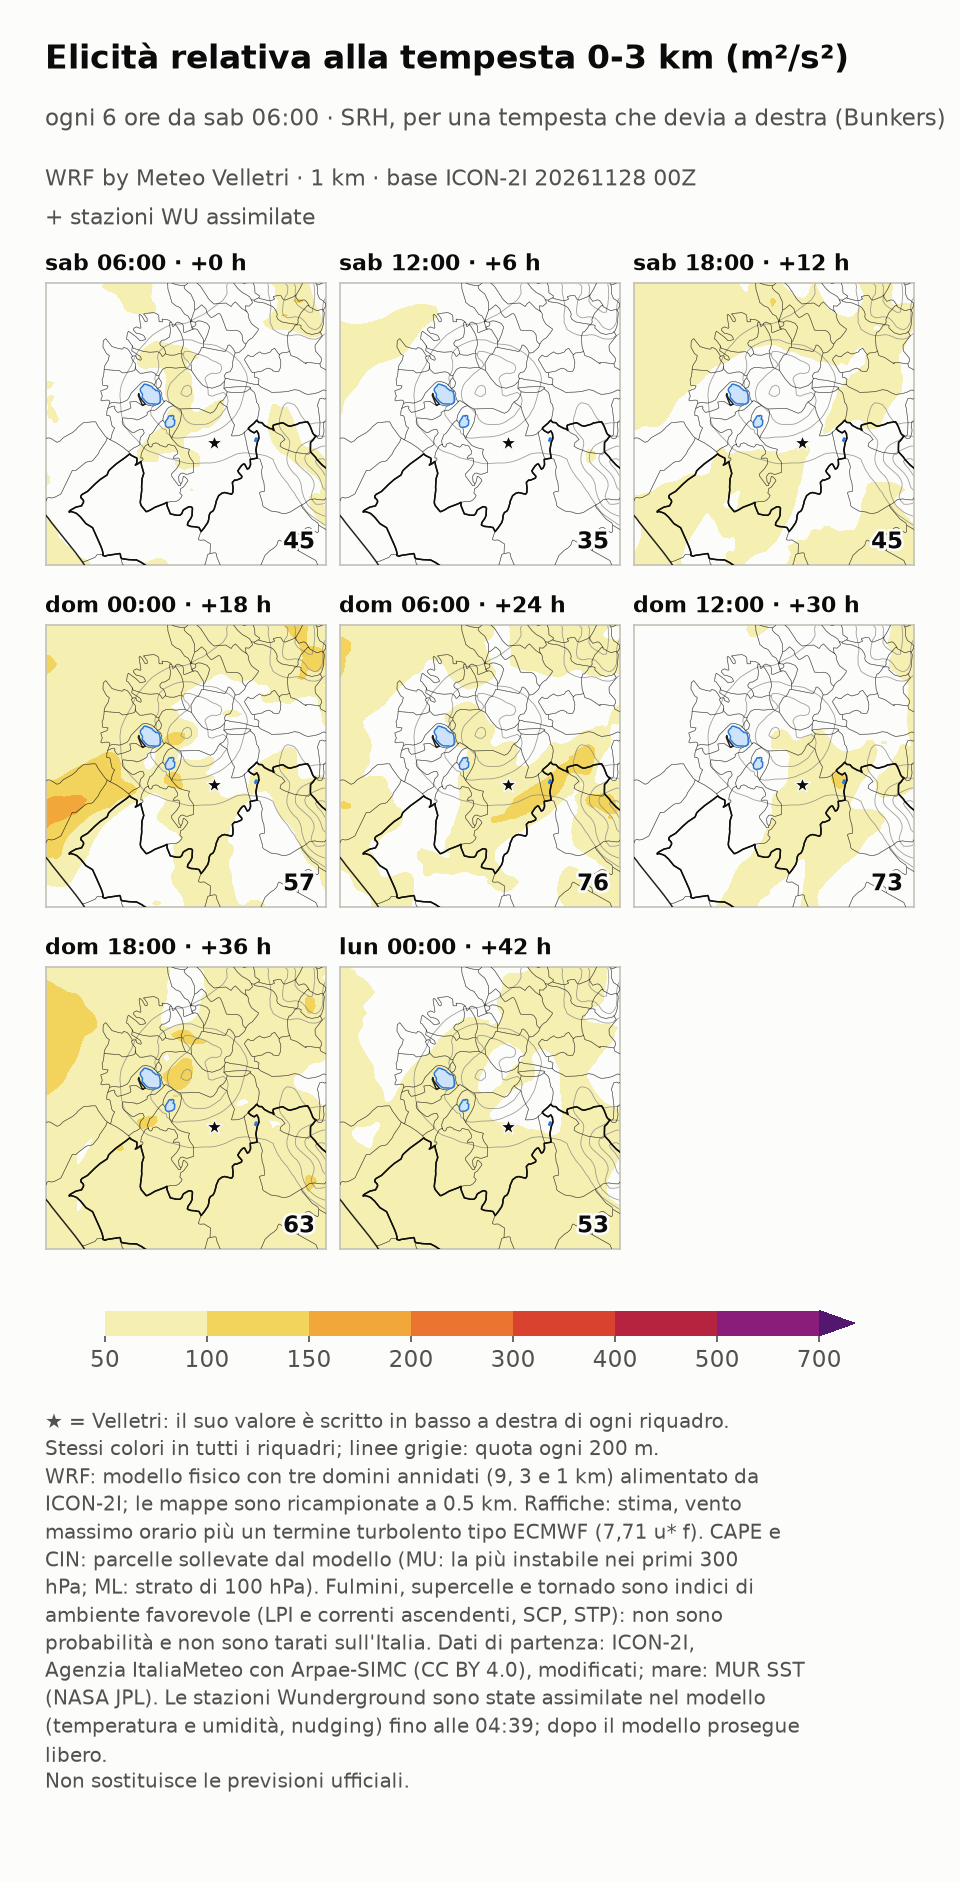 Elicità relativa alla tempesta 0-3 km (m²/s²)
ogni 6 ore da sab 06:00 · SRH, per una tempesta che devia a destra (Bunkers)
WRF by Meteo Velletri · 1 km · base ICON-2I 20261128 00Z
+ stazioni WU assimilate
sab 06:00 · +0 h
sab 12:00 · +6 h
sab 18:00 · +12 h
45
35
45
dom 00:00 · +18 h
dom 06:00 · +24 h
dom 12:00 · +30 h
57
76
73
dom 18:00 · +36 h
lun 00:00 · +42 h
63
53
50
100
150
200
300
400
500
700
★ = Velletri: il suo valore è scritto in basso a destra di ogni riquadro.
Stessi colori in tutti i riquadri; linee grigie: quota ogni 200 m.
WRF: modello fisico con tre domini annidati (9, 3 e 1 km) alimentato da
ICON-2I; le mappe sono ricampionate a 0.5 km. Raffiche: stima, vento
massimo orario più un termine turbolento tipo ECMWF (7,71 u* f). CAPE e
CIN: parcelle sollevate dal modello (MU: la più instabile nei primi 300
hPa; ML: strato di 100 hPa). Fulmini, supercelle e tornado sono indici di
ambiente favorevole (LPI e correnti ascendenti, SCP, STP): non sono
probabilità e non sono tarati sull'Italia. Dati di partenza: ICON-2I,
Agenzia ItaliaMeteo con Arpae-SIMC (CC BY 4.0), modificati; mare: MUR SST
(NASA JPL). Le stazioni Wunderground sono state assimilate nel modello
(temperatura e umidità, nudging) fino alle 04:39; dopo il modello prosegue
libero.
Non sostituisce le previsioni ufficiali.